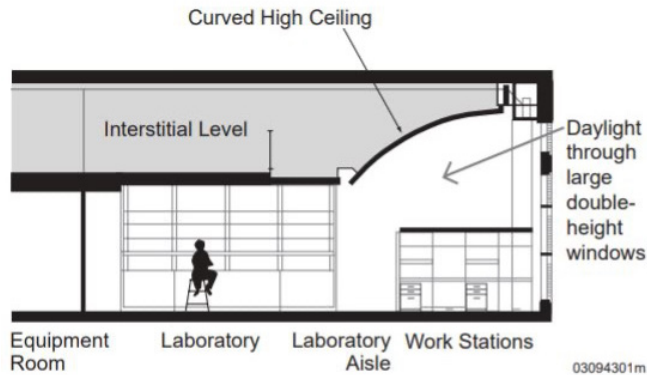 Curved High Ceiling
Interstitial Level
Daylight
through
large
double-
height
windows
Equipment
Room
Laboratory
Laboratory
Aisle
Work Stations
03094301m